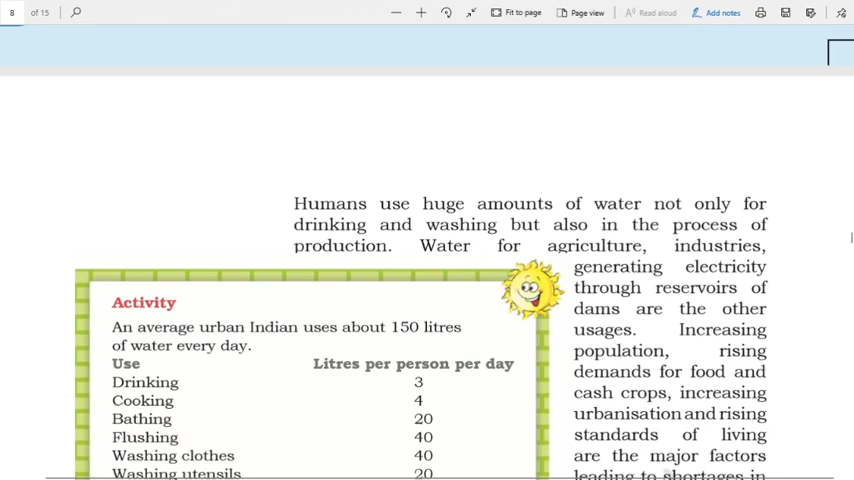 8 of 15 Fit to page Page view Read aloud Add notes
Humans use huge amounts of water not only for
drinking and washing but also in the process of
production. Water for agriculture, industries,
generating electricity
through reservoirs of
dams are the other
usages. Increasing
population, rising
demands for food and
cash crops, increasing
urbanisation and rising
standards of living
are the major factors
leading to shortages in
Activity
An average urban Indian uses about 150 litres
of water every day.
Use Litres per person per day
Drinking 3
Cooking 4
Bathing 20
Flushing 40
Washing clothes 40
Washing utensils 20